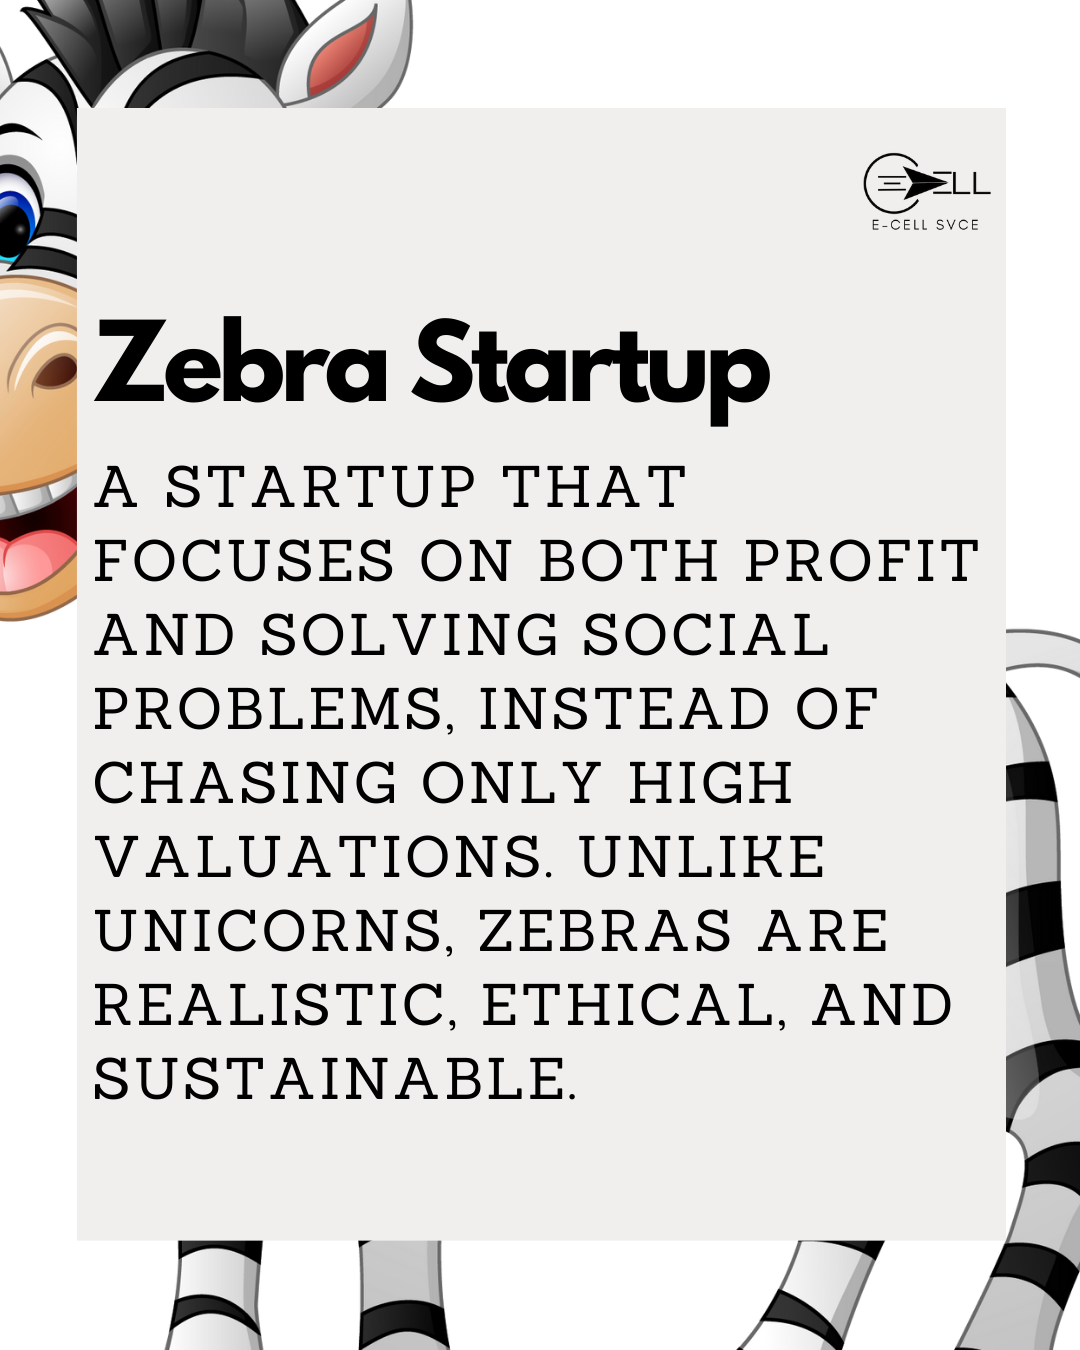 ELL
E-CELL SVCE
Zebra Startup
A STARTUP THAT
FOCUSES ON BOTH PROFIT
AND SOLVING SOCIAL
PROBLEMS, INSTEAD OF
CHASING ONLY HIGH
VALUATIONS. UNLIKE
UNICORNS, ZEBRAS ARE
REALISTIC, ETHICAL, AND
SUSTAINABLE.